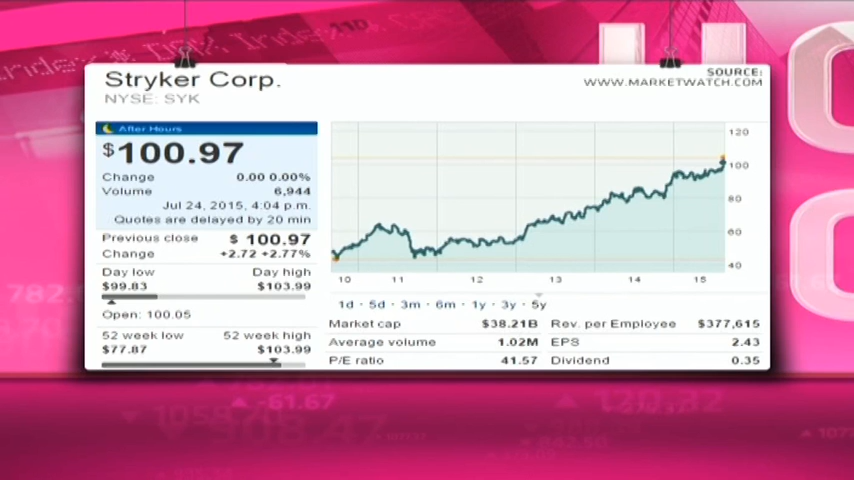 Stryker Corp.
NYSE: SYK
SOURCE:
WWW.MARKETWATCH.COM
After Hours
$100.97
Change 0.00 0.00%
Volume 6,944
Jul 24, 2015, 4:04 p.m.
Quotes are delayed by 20 min
Previous close $ 100.97
Change +2.72 +2.77%
Day low Day high
$99.83 $103.99
Open: 100.05
52 week low 52 week high
$77.87 $103.99
120
100
80
60
40
10 11 12 13 14 15
1d · 5d · 3m · 6m · 1y · 3y · 5y
Market cap $38.21B Rev. per Employee $377,615
Average volume 1.02M EPS 2.43
P/E ratio 41.57 Dividend 0.35
-61.67